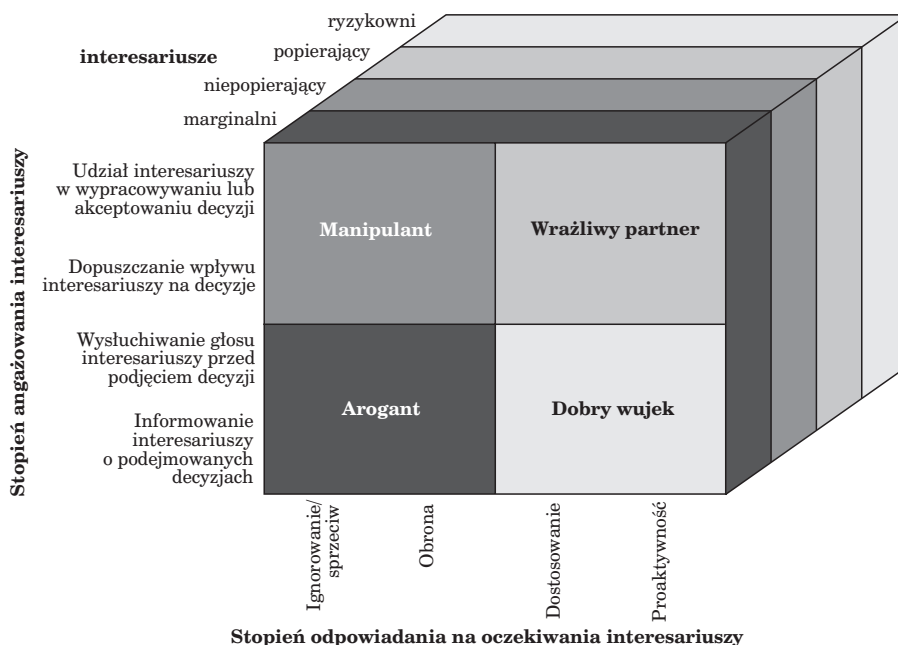 ryzykowni
popierający
interesariusze
niepopierający
marginalni
Stopień angażowania interesariuszy
Udział interesariuszy
w wypracowywaniu lub
akceptowaniu decyzji
Dopuszczanie wpływu
interesariuszy na decyzje
Wysłuchiwanie głosu
interesariuszy przed
podjęciem decyzji
Informowanie
interesariuszy
o podejmowanych
decyzjach
Manipulant
Wrażliwy partner
Arogant
Dobry wujek
Ignorowanie/
sprzeciw
Obrona
Dostosowanie
Proaktywność
Stopień odpowiadania na oczekiwania interesariuszy